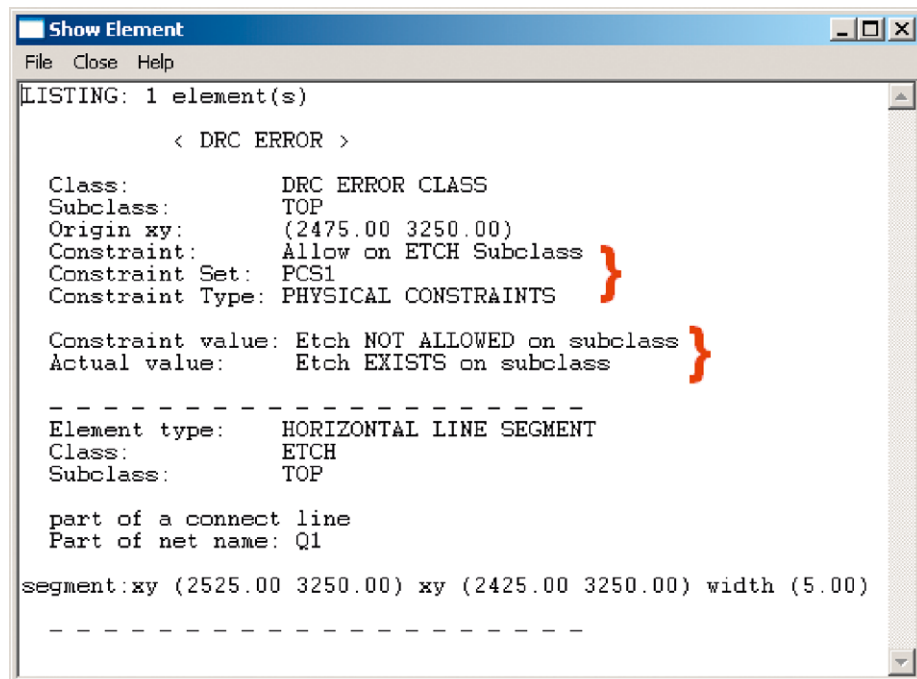 Show Element
File Close Help
LISTING: 1 element(s)
< DRC ERROR >
Class: DRC ERROR CLASS
Subclass: TOP
Origin xy: (2475.00 3250.00)
Constraint: Allow on ETCH Subclass
Constraint Set: PCS1
Constraint Type: PHYSICAL CONSTRAINTS
Constraint value: Etch NOT ALLOWED on subclass
Actual value: Etch EXISTS on subclass
_ _ _ _ _ _ _ _ _ _ _ _ _ _ _ _ _ _ _ _
Element type: HORIZONTAL LINE SEGMENT
Class: ETCH
Subclass: TOP
part of a connect line
Part of net name: Q1
segment:xy (2525.00 3250.00) xy (2425.00 3250.00) width (5.00)
_ _ _ _ _ _ _ _ _ _ _ _ _ _ _ _ _ _ _ _